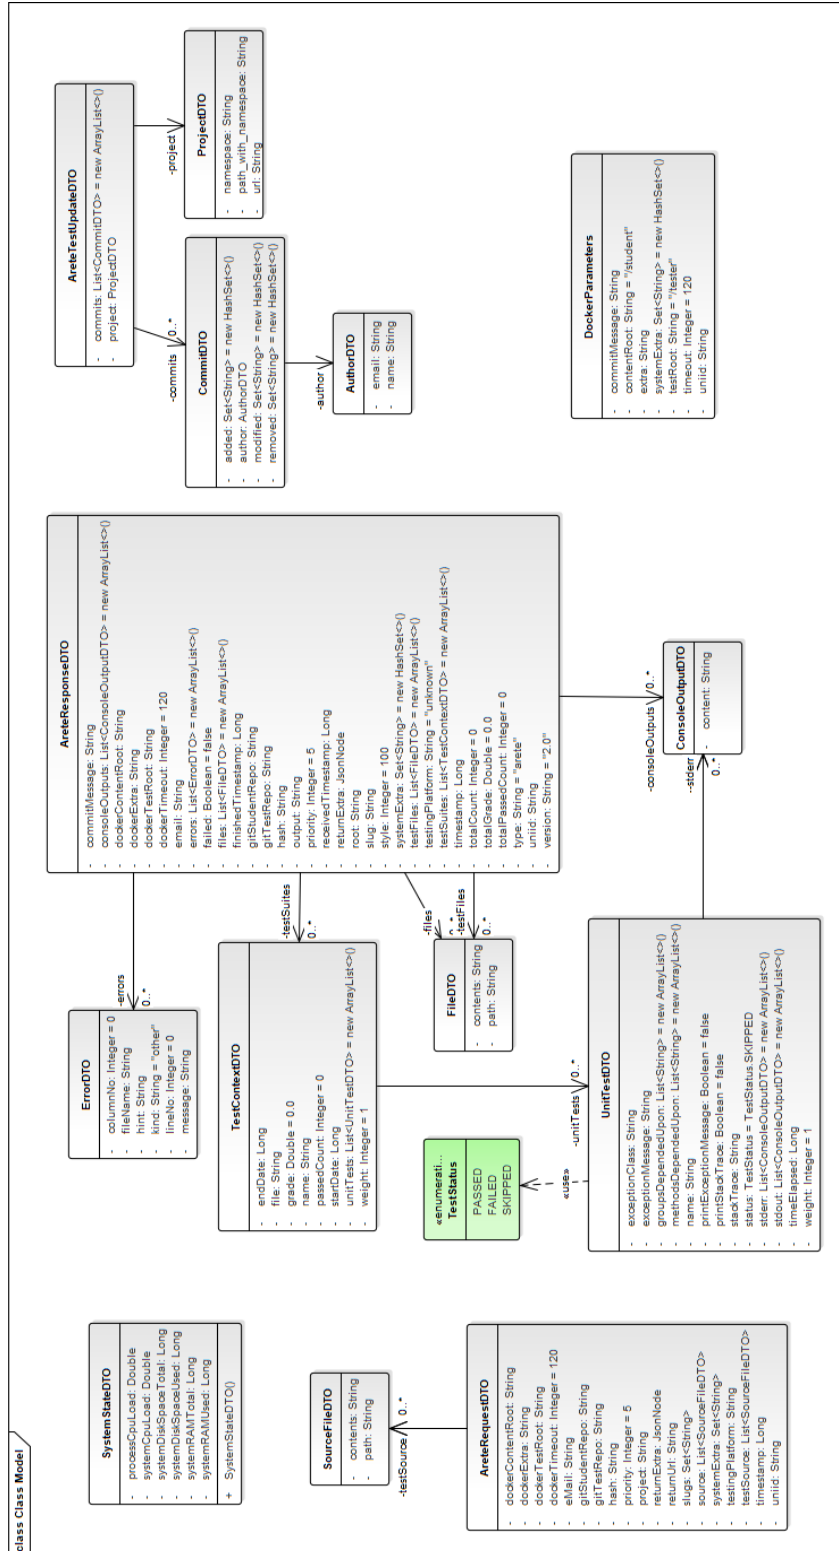 class Class Model
SystemStateDTO
- processCpuLoad: Double
- systemCpuLoad: Double
- systemDiskSpaceTotal: Long
- systemDiskSpaceUsed: Long
- systemRAMTotal: Long
- systemRAMUsed: Long
+ SystemStateDTO()
ErrorDTO
- columnNo: Integer = 0
- fileName: String
- hint: String
- kind: String = "other"
- lineNo: Integer = 0
- message: String
-errors
0..*
AreteResponseDTO
- commitMessage: String
- consoleOutputs: List<ConsoleOutputDTO> = new ArrayList<>()
- dockerContentRoot: String
- dockerExtra: String
- dockerTestRoot: String
- dockerTimeout: Integer = 120
- email: String
- errors: List<ErrorDTO> = new ArrayList<>()
- failed: Boolean = false
- files: List<FileDTO> = new ArrayList<>()
- finishedTimestamp: Long
- gitStudentRepo: String
- gitTestRepo: String
- hash: String
- output: String
- priority: Integer = 5
- receivedTimestamp: Long
- returnExtra: JsonNode
- root: String
- slug: String
- style: Integer = 100
- systemExtra: Set<String> = new HashSet<>()
- testFiles: List<FileDTO> = new ArrayList<>()
- testingPlatform: String = "unknown"
- testSuites: List<TestContextDTO> = new ArrayList<>()
- timestamp: Long
- totalCount: Integer = 0
- totalGrade: Double = 0.0
- totalPassedCount: Integer = 0
- type: String = "arete"
- uniid: String
- version: String = "2.0"
AreteTestUpdateDTO
- commits: List<CommitDTO> = new ArrayList<>()
- project: ProjectDTO
-commits
0..*
-project
ProjectDTO
- namespace: String
- path_with_namespace: String
- url: String
CommitDTO
- added: Set<String> = new HashSet<>()
- author: AuthorDTO
- modified: Set<String> = new HashSet<>()
- removed: Set<String> = new HashSet<>()
-author
AuthorDTO
- email: String
- name: String
TestContextDTO
- endDate: Long
- file: String
- grade: Double = 0.0
- name: String
- passedCount: Integer = 0
- startDate: Long
- unitTests: List<UnitTestDTO> = new ArrayList<>()
- weight: Integer = 1
-testSuites
0..*
-files
0..*
-testFiles
0..*
FileDTO
- contents: String
- path: String
SourceFileDTO
- contents: String
- path: String
-testSource
0..*
AreteRequestDTO
- dockerContentRoot: String
- dockerExtra: String
- dockerTestRoot: String
- dockerTimeout: Integer = 120
- eMail: String
- gitStudentRepo: String
- gitTestRepo: String
- hash: String
- priority: Integer = 5
- project: String
- returnExtra: JsonNode
- returnUrl: String
- slugs: Set<String>
- source: List<SourceFileDTO>
- systemExtra: Set<String>
- testingPlatform: String
- testSource: List<SourceFileDTO>
- timestamp: Long
- uniid: String
«enumerati...
TestStatus
PASSED
FAILED
SKIPPED
«use»
-unitTests
0..*
UnitTestDTO
- exceptionClass: String
- exceptionMessage: String
- groupsDependedUpon: List<String> = new ArrayList<>()
- methodsDependedUpon: List<String> = new ArrayList<>()
- name: String
- printExceptionMessage: Boolean = false
- printStackTrace: Boolean = false
- stackTrace: String
- status: TestStatus = TestStatus.SKIPPED
- stderr: List<ConsoleOutputDTO> = new ArrayList<>()
- stdout: List<ConsoleOutputDTO> = new ArrayList<>()
- timeElapsed: Long
- weight: Integer = 1
-consoleOutputs
0..*
-stderr
0..*
ConsoleOutputDTO
- content: String
DockerParameters
- commitMessage: String
- contentRoot: String = "/student"
- extra: String
- systemExtra: Set<String> = new HashSet<>()
- testRoot: String = "/tester"
- timeout: Integer = 120
- uniid: String